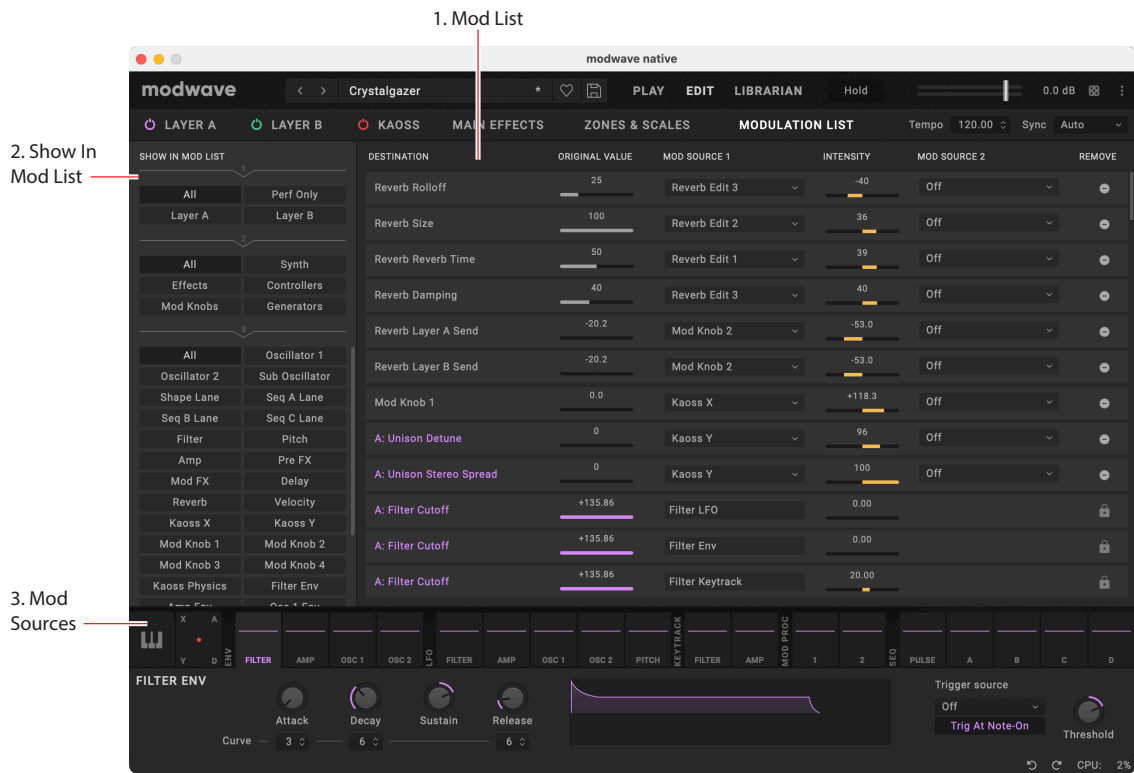 1. Mod List
modwave native
modwave < > Crystalgazer * PLAY EDIT LIBRARIAN Hold 0.0 dB
LAYER A LAYER B KAOSS MAIN EFFECTS ZONES & SCALES MODULATION LIST Tempo 120.00 Sync Auto
2. Show In
Mod List
SHOW IN MOD LIST
1
All Perf Only
Layer A Layer B
2
All Synth
Effects Controllers
Mod Knobs Generators
3
All Oscillator 1
Oscillator 2 Sub Oscillator
Shape Lane Seq A Lane
Seq B Lane Seq C Lane
Filter Pitch
Amp Pre FX
Mod FX Delay
Reverb Velocity
Kaoss X Kaoss Y
Mod Knob 1 Mod Knob 2
Mod Knob 3 Mod Knob 4
Kaoss Physics Filter Env
Amp Env Osc 1 Env
DESTINATION ORIGINAL VALUE MOD SOURCE 1 INTENSITY MOD SOURCE 2 REMOVE
Reverb Rolloff 25 Reverb Edit 3 -40 Off
Reverb Size 100 Reverb Edit 2 36 Off
Reverb Reverb Time 50 Reverb Edit 1 39 Off
Reverb Damping 40 Reverb Edit 3 40 Off
Reverb Layer A Send -20.2 Mod Knob 2 -53.0 Off
Reverb Layer B Send -20.2 Mod Knob 2 -53.0 Off
Mod Knob 1 0.0 Kaoss X +118.3 Off
A: Unison Detune 0 Kaoss Y 96 Off
A: Unison Stereo Spread 0 Kaoss Y 100 Off
A: Filter Cutoff +135.86 Filter LFO 0.00
A: Filter Cutoff +135.86 Filter Env 0.00
A: Filter Cutoff +135.86 Filter Keytrack 20.00
3. Mod
Sources
X A
Y D
ENV FILTER AMP OSC 1 OSC 2
LFO FILTER AMP OSC 1 OSC 2 PITCH
KEYTRACK FILTER AMP
MOD PROC 1 2
SEQ PULSE A B C D
FILTER ENV
Attack Decay Sustain Release
Curve 3 6 6
Trigger source
Off
Trig At Note-On
Threshold
CPU: 2%